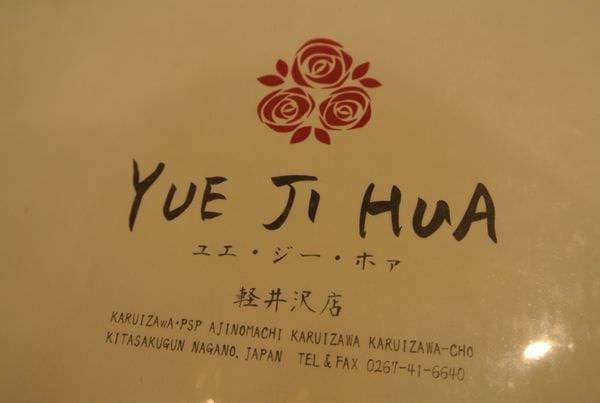 YUE JI HUA
ユエ・ジー・ホァ
軽井沢店
KARUIZAWA・PSP AJINOMACHI KARUIZAWA KARUIZAWA-CHO
KITASAKUGUN NAGANO, JAPAN TEL & FAX 0267-41-6640